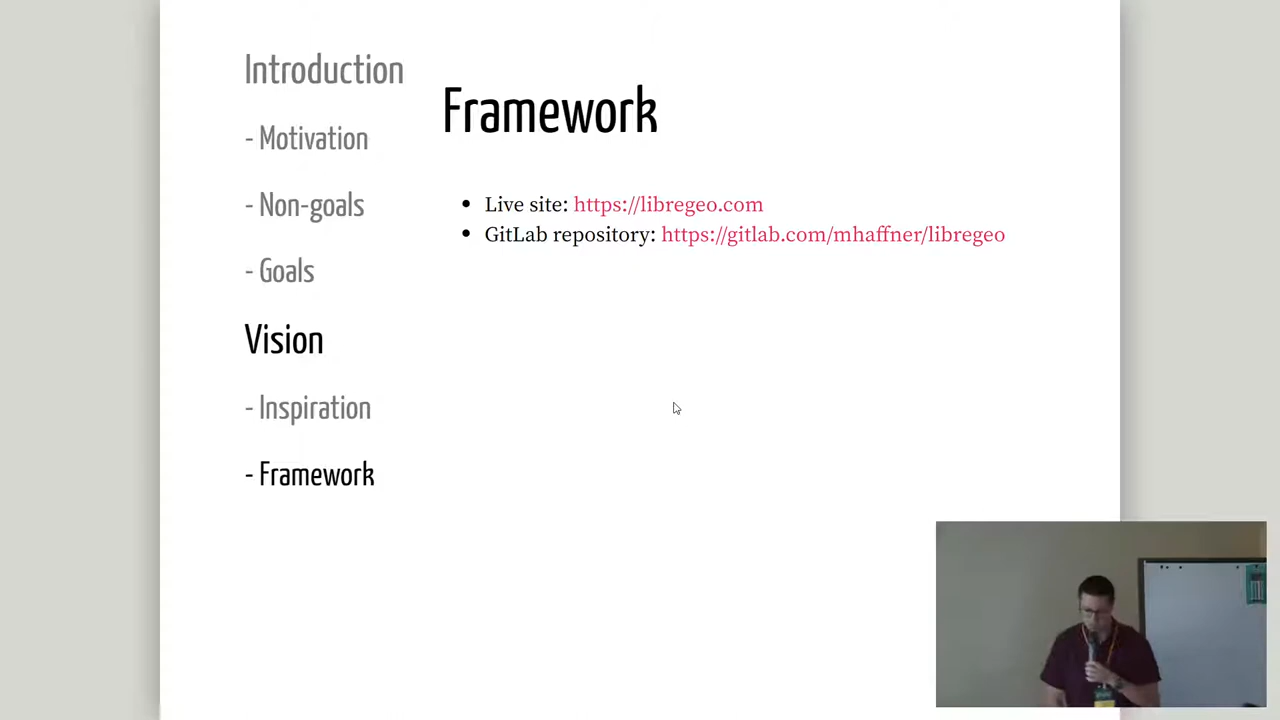 Introduction
- Motivation
- Non-goals
- Goals
Vision
- Inspiration
- Framework
Framework
Live site: https://libregeo.com
GitLab repository: https://gitlab.com/mhaffner/libregeo